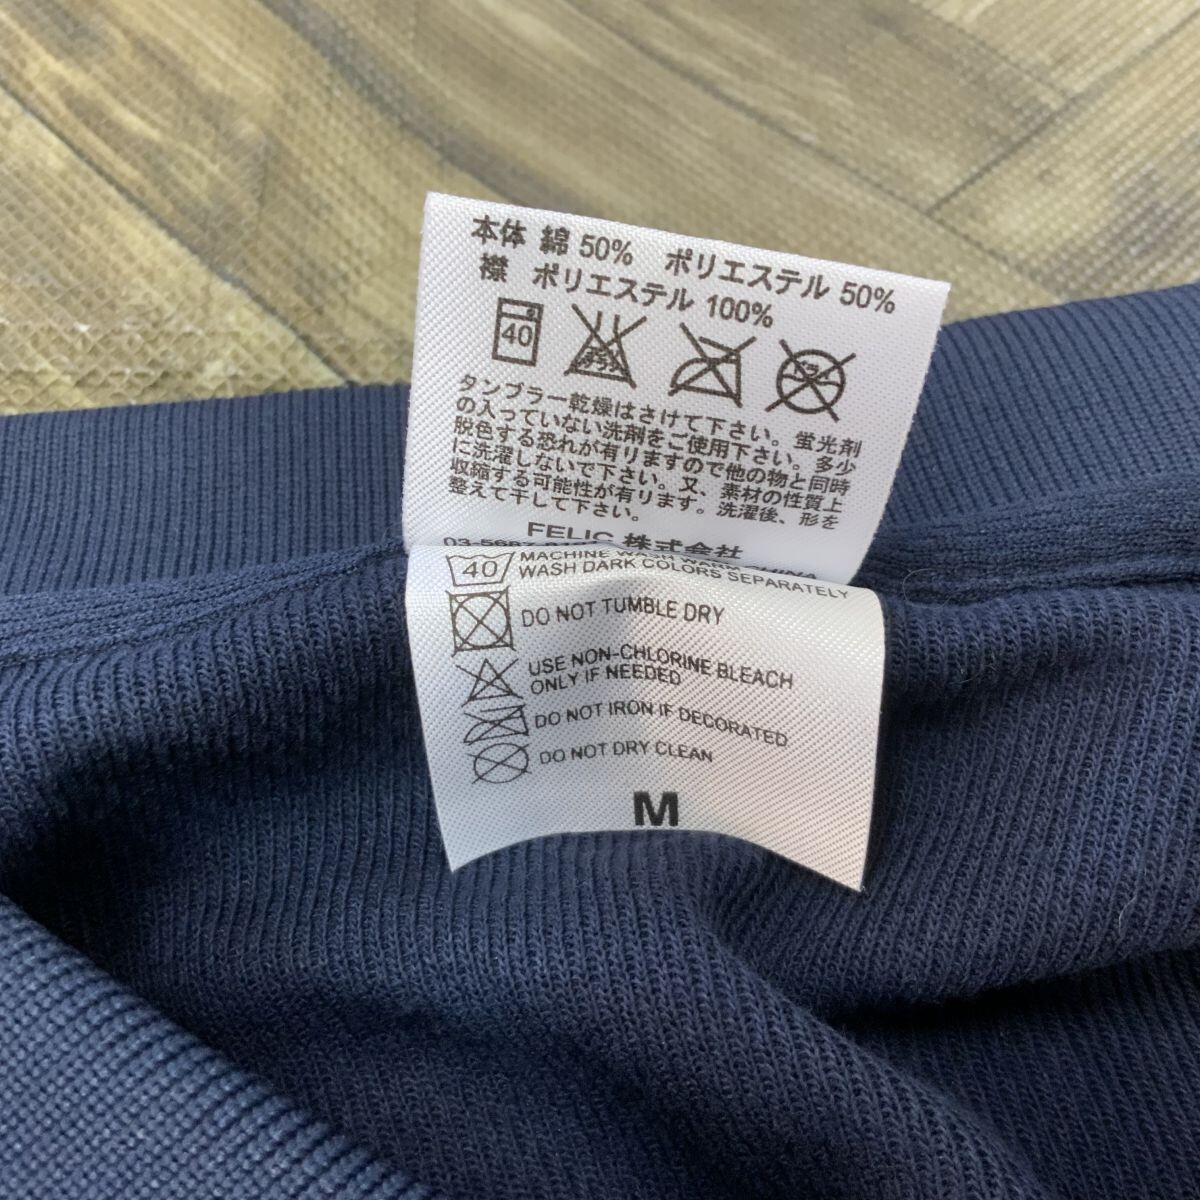 本体 綿 50% ポリエステル 50%
襟 ポリエステル 100%
40
タンブラー乾燥はさけて下さい。蛍光剤
の入っていない洗剤をご使用下さい。多少
脱色する恐れが有りますので他の物と同時
に洗濯しないで下さい。又、素材の性質上
収縮する可能性が有ります。洗濯後、形を
整えて干して下さい。
FELIC 株式会社
40 MACHINE WASH WARM
WASH DARK COLORS SEPARATELY
DO NOT TUMBLE DRY
USE NON-CHLORINE BLEACH
ONLY IF NEEDED
DO NOT IRON IF DECORATED
DO NOT DRY CLEAN
M